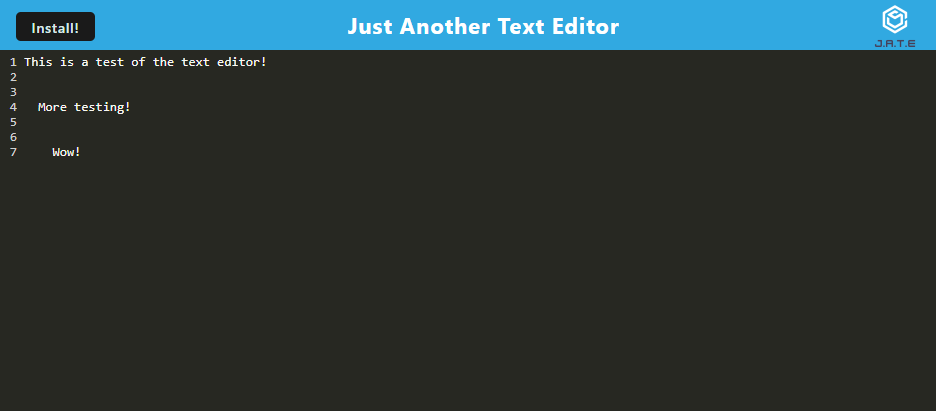 Install!
Just Another Text Editor
J.A.T.E
1 This is a test of the text editor!
2
3
4   More testing!
5
6
7     Wow!